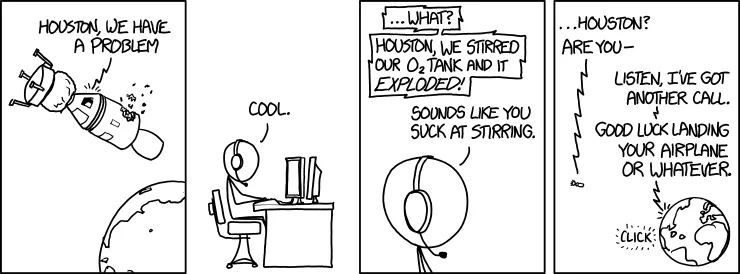 HOUSTON, WE HAVE
A PROBLEM
COOL.
...WHAT?
HOUSTON, WE STIRRED
OUR O₂ TANK AND IT
EXPLODED!
SOUNDS LIKE YOU
SUCK AT STIRRING.
...HOUSTON?
ARE YOU—
LISTEN, I'VE GOT
ANOTHER CALL.
GOOD LUCK LANDING
YOUR AIRPLANE
OR WHATEVER.
CLICK